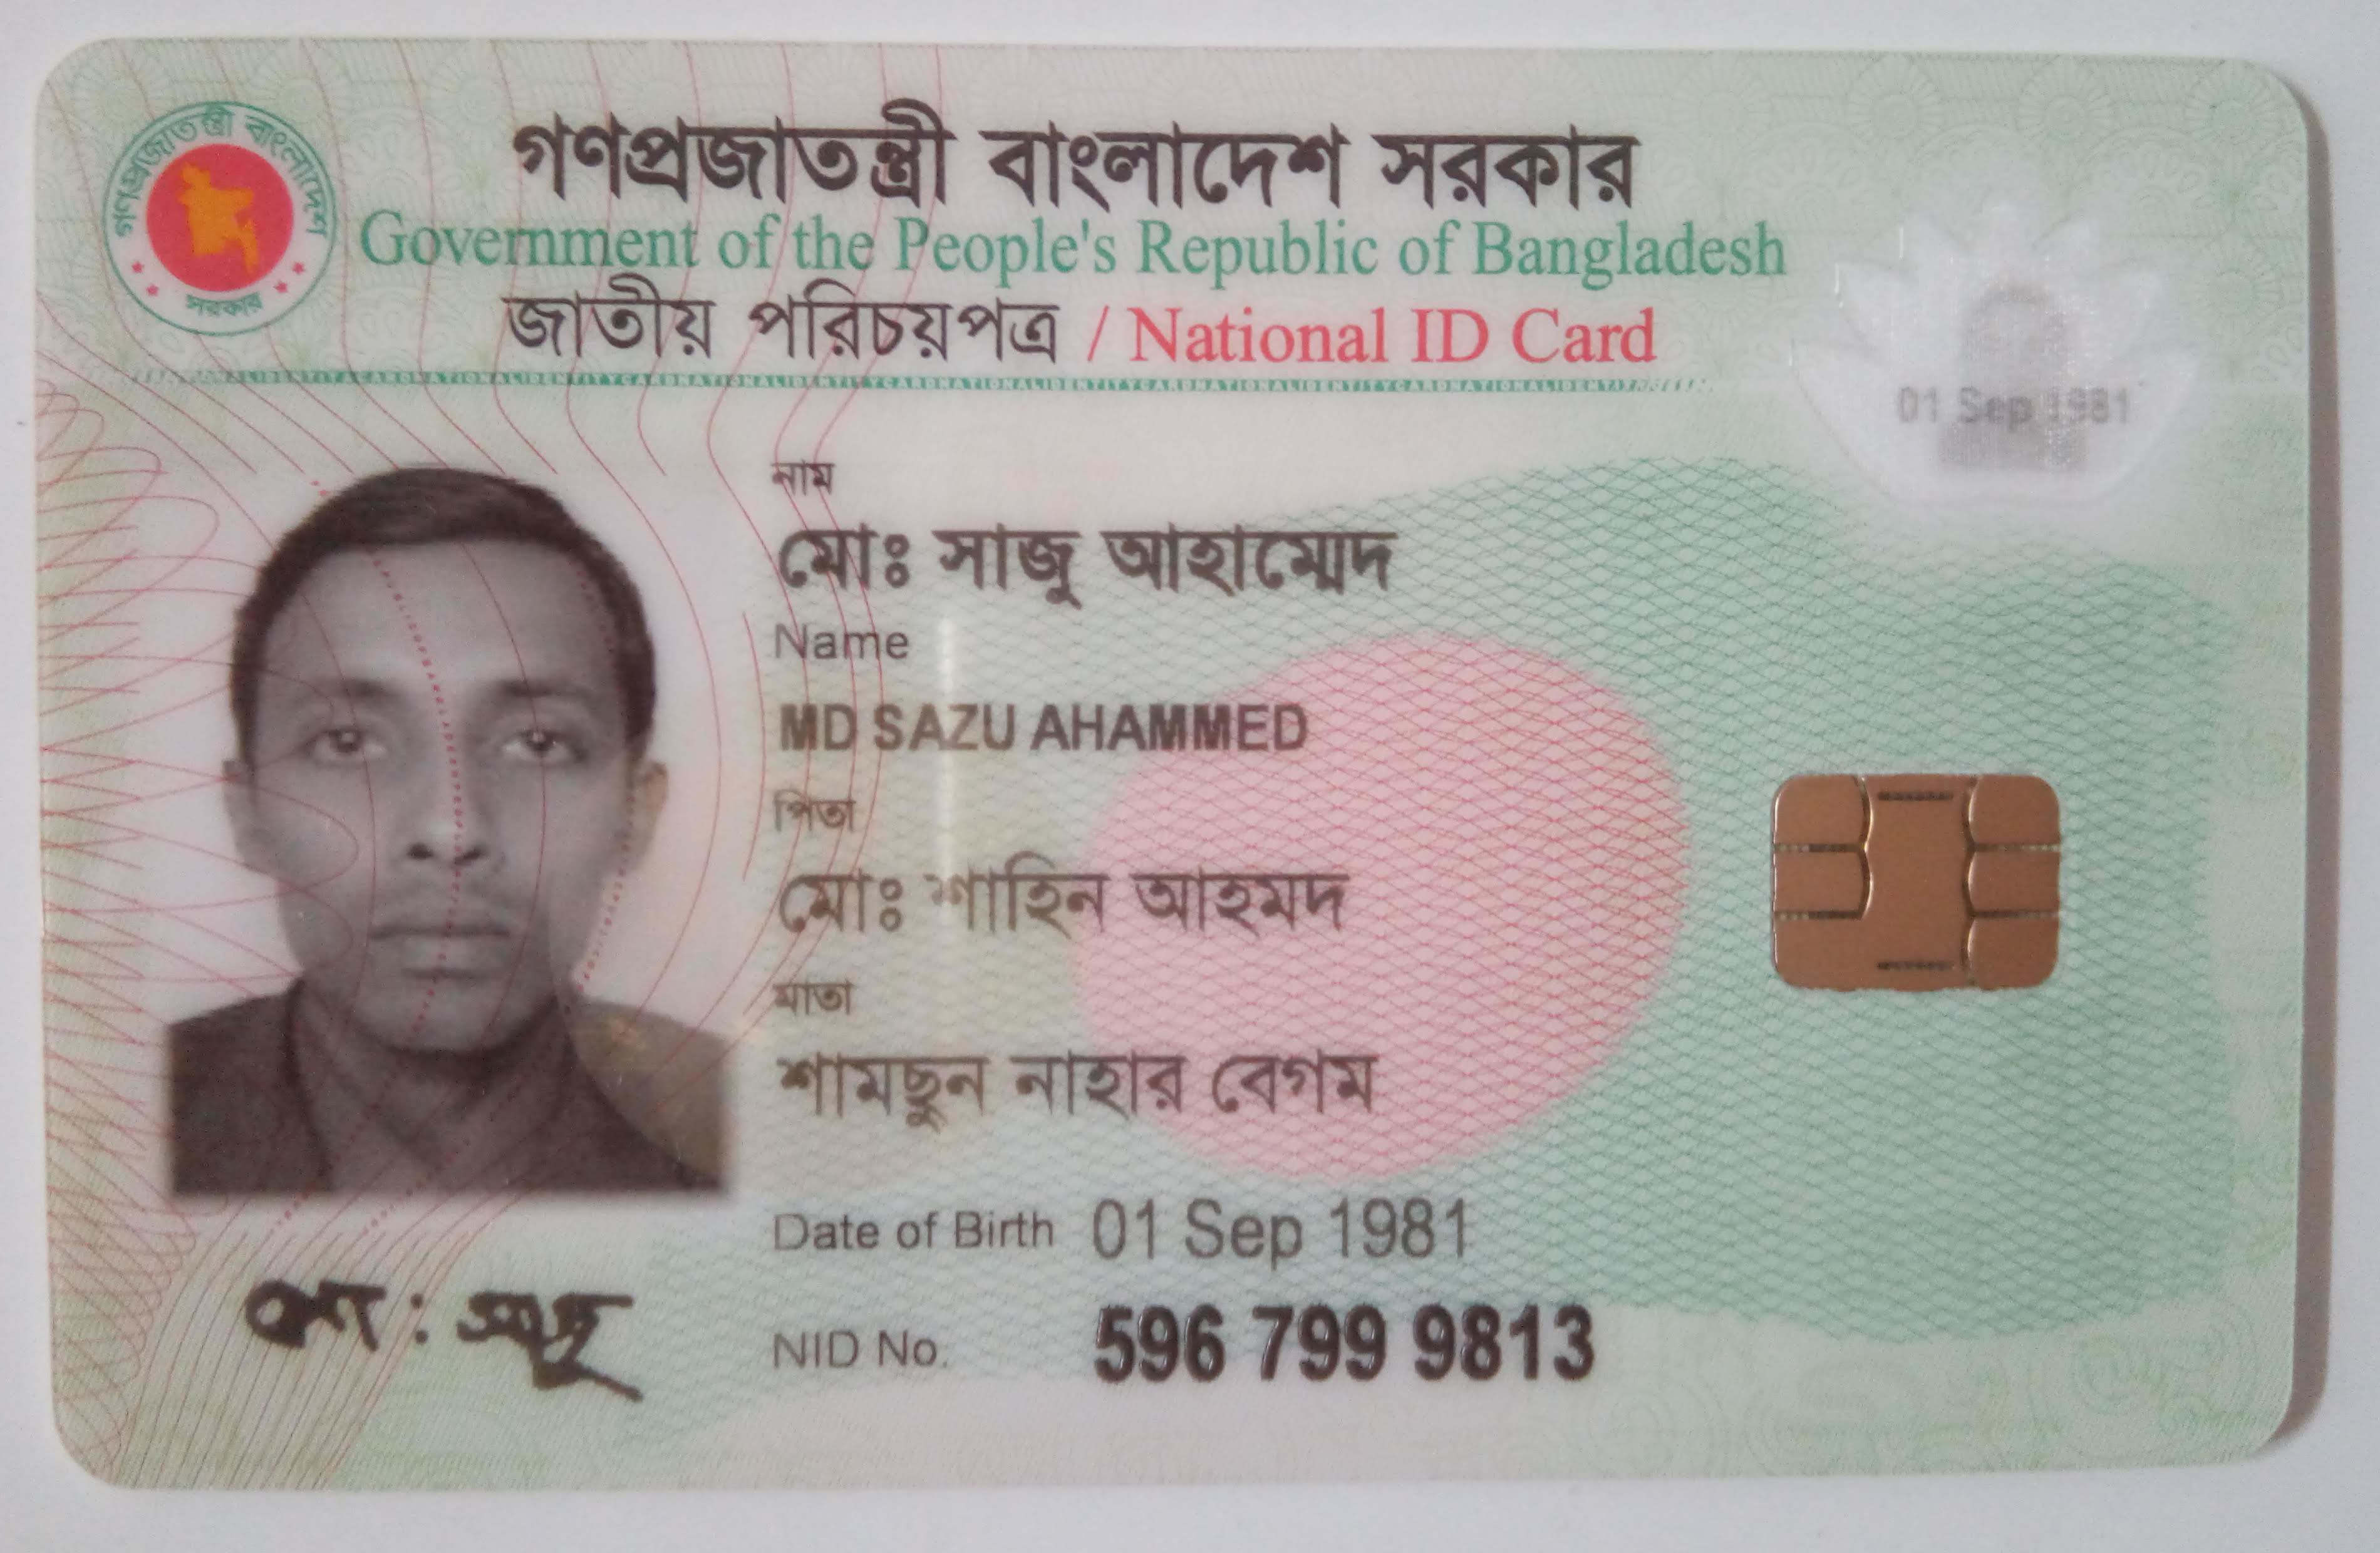 গণপ্রজাতন্ত্রী বাংলাদেশ সরকার
Government of the People's Republic of Bangladesh
জাতীয় পরিচয়পত্র / National ID Card
গণপ্রজাতন্ত্রী বাংলাদেশ
সরকার
01 Sep 1981
নাম
মোঃ সাজু আহাম্মেদ
Name
MD SAZU AHAMMED
পিতা
মোঃ শাহিন আহমদ
মাতা
শামছুন নাহার বেগম
Date of Birth 01 Sep 1981
NID No. 596 799 9813